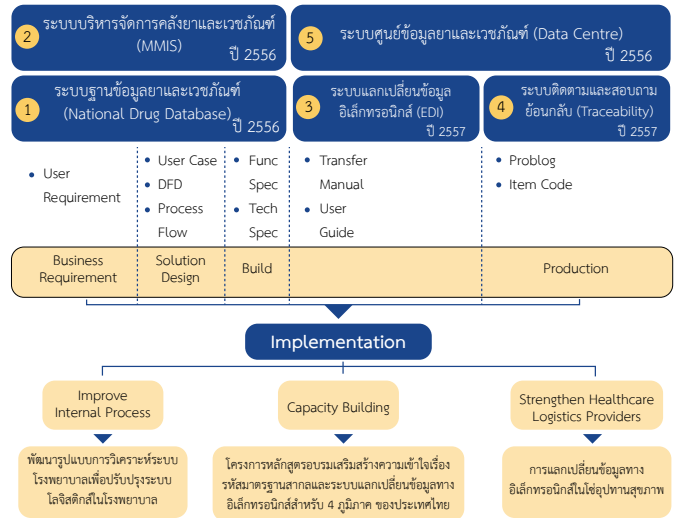 2
ระบบบริหารจัดการคลังยาและเวชภัณฑ์
(MMIS)
ปี 2556
5
ระบบศูนย์ข้อมูลยาและเวชภัณฑ์ (Data Centre)
ปี 2556
1
ระบบฐานข้อมูลยาและเวชภัณฑ์
(National Drug Database)
ปี 2556
3
ระบบแลกเปลี่ยนข้อมูล
อิเล็กทรอนิกส์ (EDI)
ปี 2557
4
ระบบติดตามและสอบถาม
ย้อนกลับ (Traceability)
ปี 2557
• User
Requirement
• User Case
• DFD
• Process
Flow
• Func
Spec
• Tech
Spec
• Transfer
Manual
• User
Guide
• Problog
• Item Code
Business
Requirement
Solution
Design
Build
Production
Implementation
Improve
Internal Process
Capacity Building
Strengthen Healthcare
Logistics Providers
พัฒนารูปแบบการวิเคราะห์ระบบ
โรงพยาบาลเพื่อปรับปรุงระบบ
โลจิสติกส์ในโรงพยาบาล
โครงการหลักสูตรอบรมเสริมสร้างความเข้าใจเรื่อง
รหัสมาตรฐานสากลและระบบแลกเปลี่ยนข้อมูลทาง
อิเล็กทรอนิกส์สำหรับ 4 ภูมิภาค ของประเทศไทย
การแลกเปลี่ยนข้อมูลทาง
อิเล็กทรอนิกส์ในโซ่อุปทานสุขภาพ